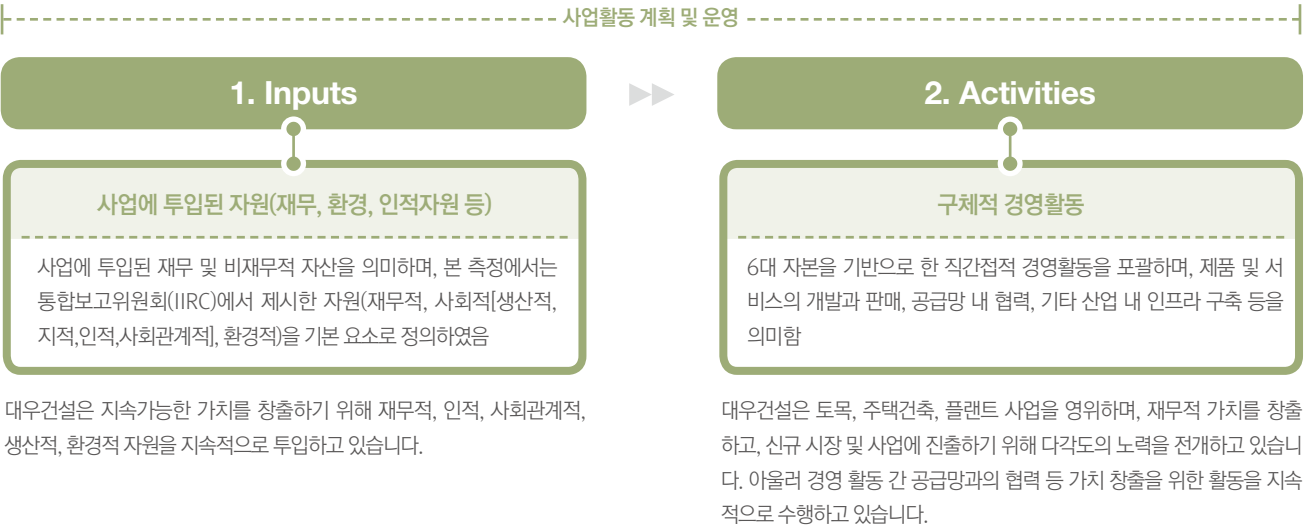 사업활동 계획 및 운영
1. Inputs
사업에 투입된 자원(재무, 환경, 인적자원 등)
사업에 투입된 재무 및 비재무적 자산을 의미하며, 본 측정에서는
통합보고위원회(IIRC)에서 제시한 자원(재무적, 사회적[생산적,
지적,인적,사회관계적], 환경적)을 기본 요소로 정의하였음
대우건설은 지속가능한 가치를 창출하기 위해 재무적, 인적, 사회관계적,
생산적, 환경적 자원을 지속적으로 투입하고 있습니다.
2. Activities
구체적 경영활동
6대 자본을 기반으로 한 직간접적 경영활동을 포괄하며, 제품 및 서
비스의 개발과 판매, 공급망 내 협력, 기타 산업 내 인프라 구축 등을
의미함
대우건설은 토목, 주택건축, 플랜트 사업을 영위하며, 재무적 가치를 창출
하고, 신규 시장 및 사업에 진출하기 위해 다각도의 노력을 전개하고 있습니
다. 아울러 경영 활동 간 공급망과의 협력 등 가치 창출을 위한 활동을 지속
적으로 수행하고 있습니다.